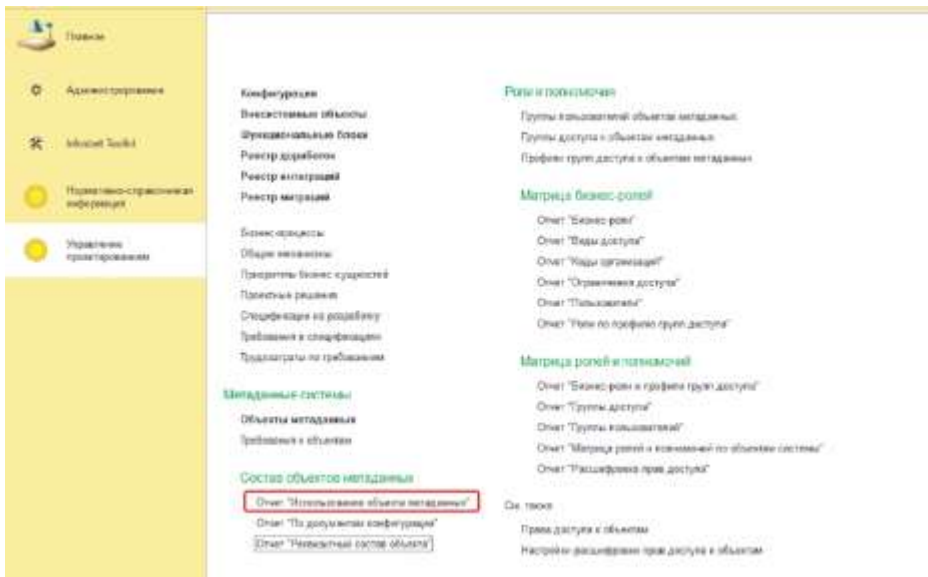 Главное
Администрирование
Infostart Toolkit
Нормативно-справочная
информация
Управление
проектированием
Конфигурации
Внесистемные объекты
Функциональные блоки
Реестр доработок
Реестр интеграций
Реестр миграций
Бизнес-процессы
Общие механизмы
Приоритеты бизнес сущностей
Проектные решения
Спецификации на разработку
Требования к спецификациям
Трудозатраты по требованиям
Метаданные системы
Объекты метаданных
Требования к объектам
Состав объектов метаданных
Отчет "Использование объекта метаданных"
Отчет "По документам конфигурации"
Отчет "Реквизитный состав объекта"
Роли и полномочия
Группы пользователей объектов метаданных
Группы доступа к объектам метаданных
Профили групп доступа к объектам метаданных
Матрица бизнес-ролей
Отчет "Бизнес-роли"
Отчет "Виды доступа"
Отчет "Коды организаций"
Отчет "Ограничения доступа"
Отчет "Пользователи"
Отчет "Роли по профилю групп доступа"
Матрица ролей и полномочий
Отчет "Бизнес-роли и профили групп доступа"
Отчет "Группы доступа"
Отчет "Группы пользователей"
Отчет "Матрица ролей и полномочий по объектам системы"
Отчет "Расшифровка прав доступа"
См. также
Права доступа к объектам
Настройки расшифровки прав доступа к объектам